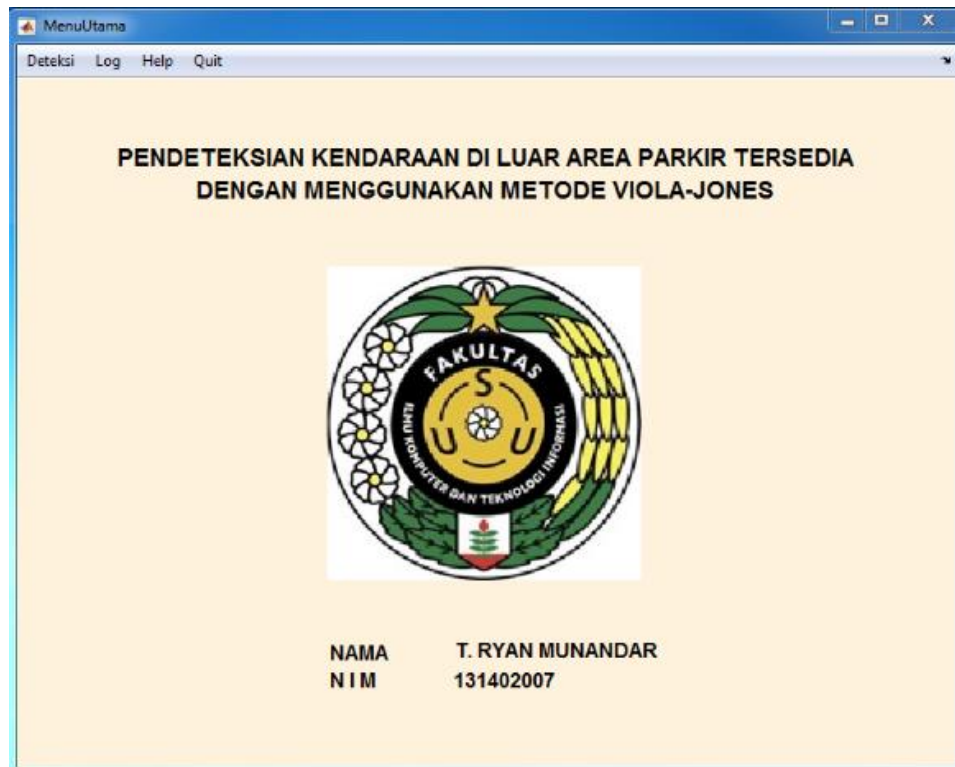 MenuUtama
Deteksi Log Help Quit
PENDETEKSIAN KENDARAAN DI LUAR AREA PARKIR TERSEDIA
DENGAN MENGGUNAKAN METODE VIOLA-JONES
FAKULTAS
S
U U
ILMU KOMPUTER DAN TEKNOLOGI INFORMASI
NAMA T. RYAN MUNANDAR
N I M 131402007